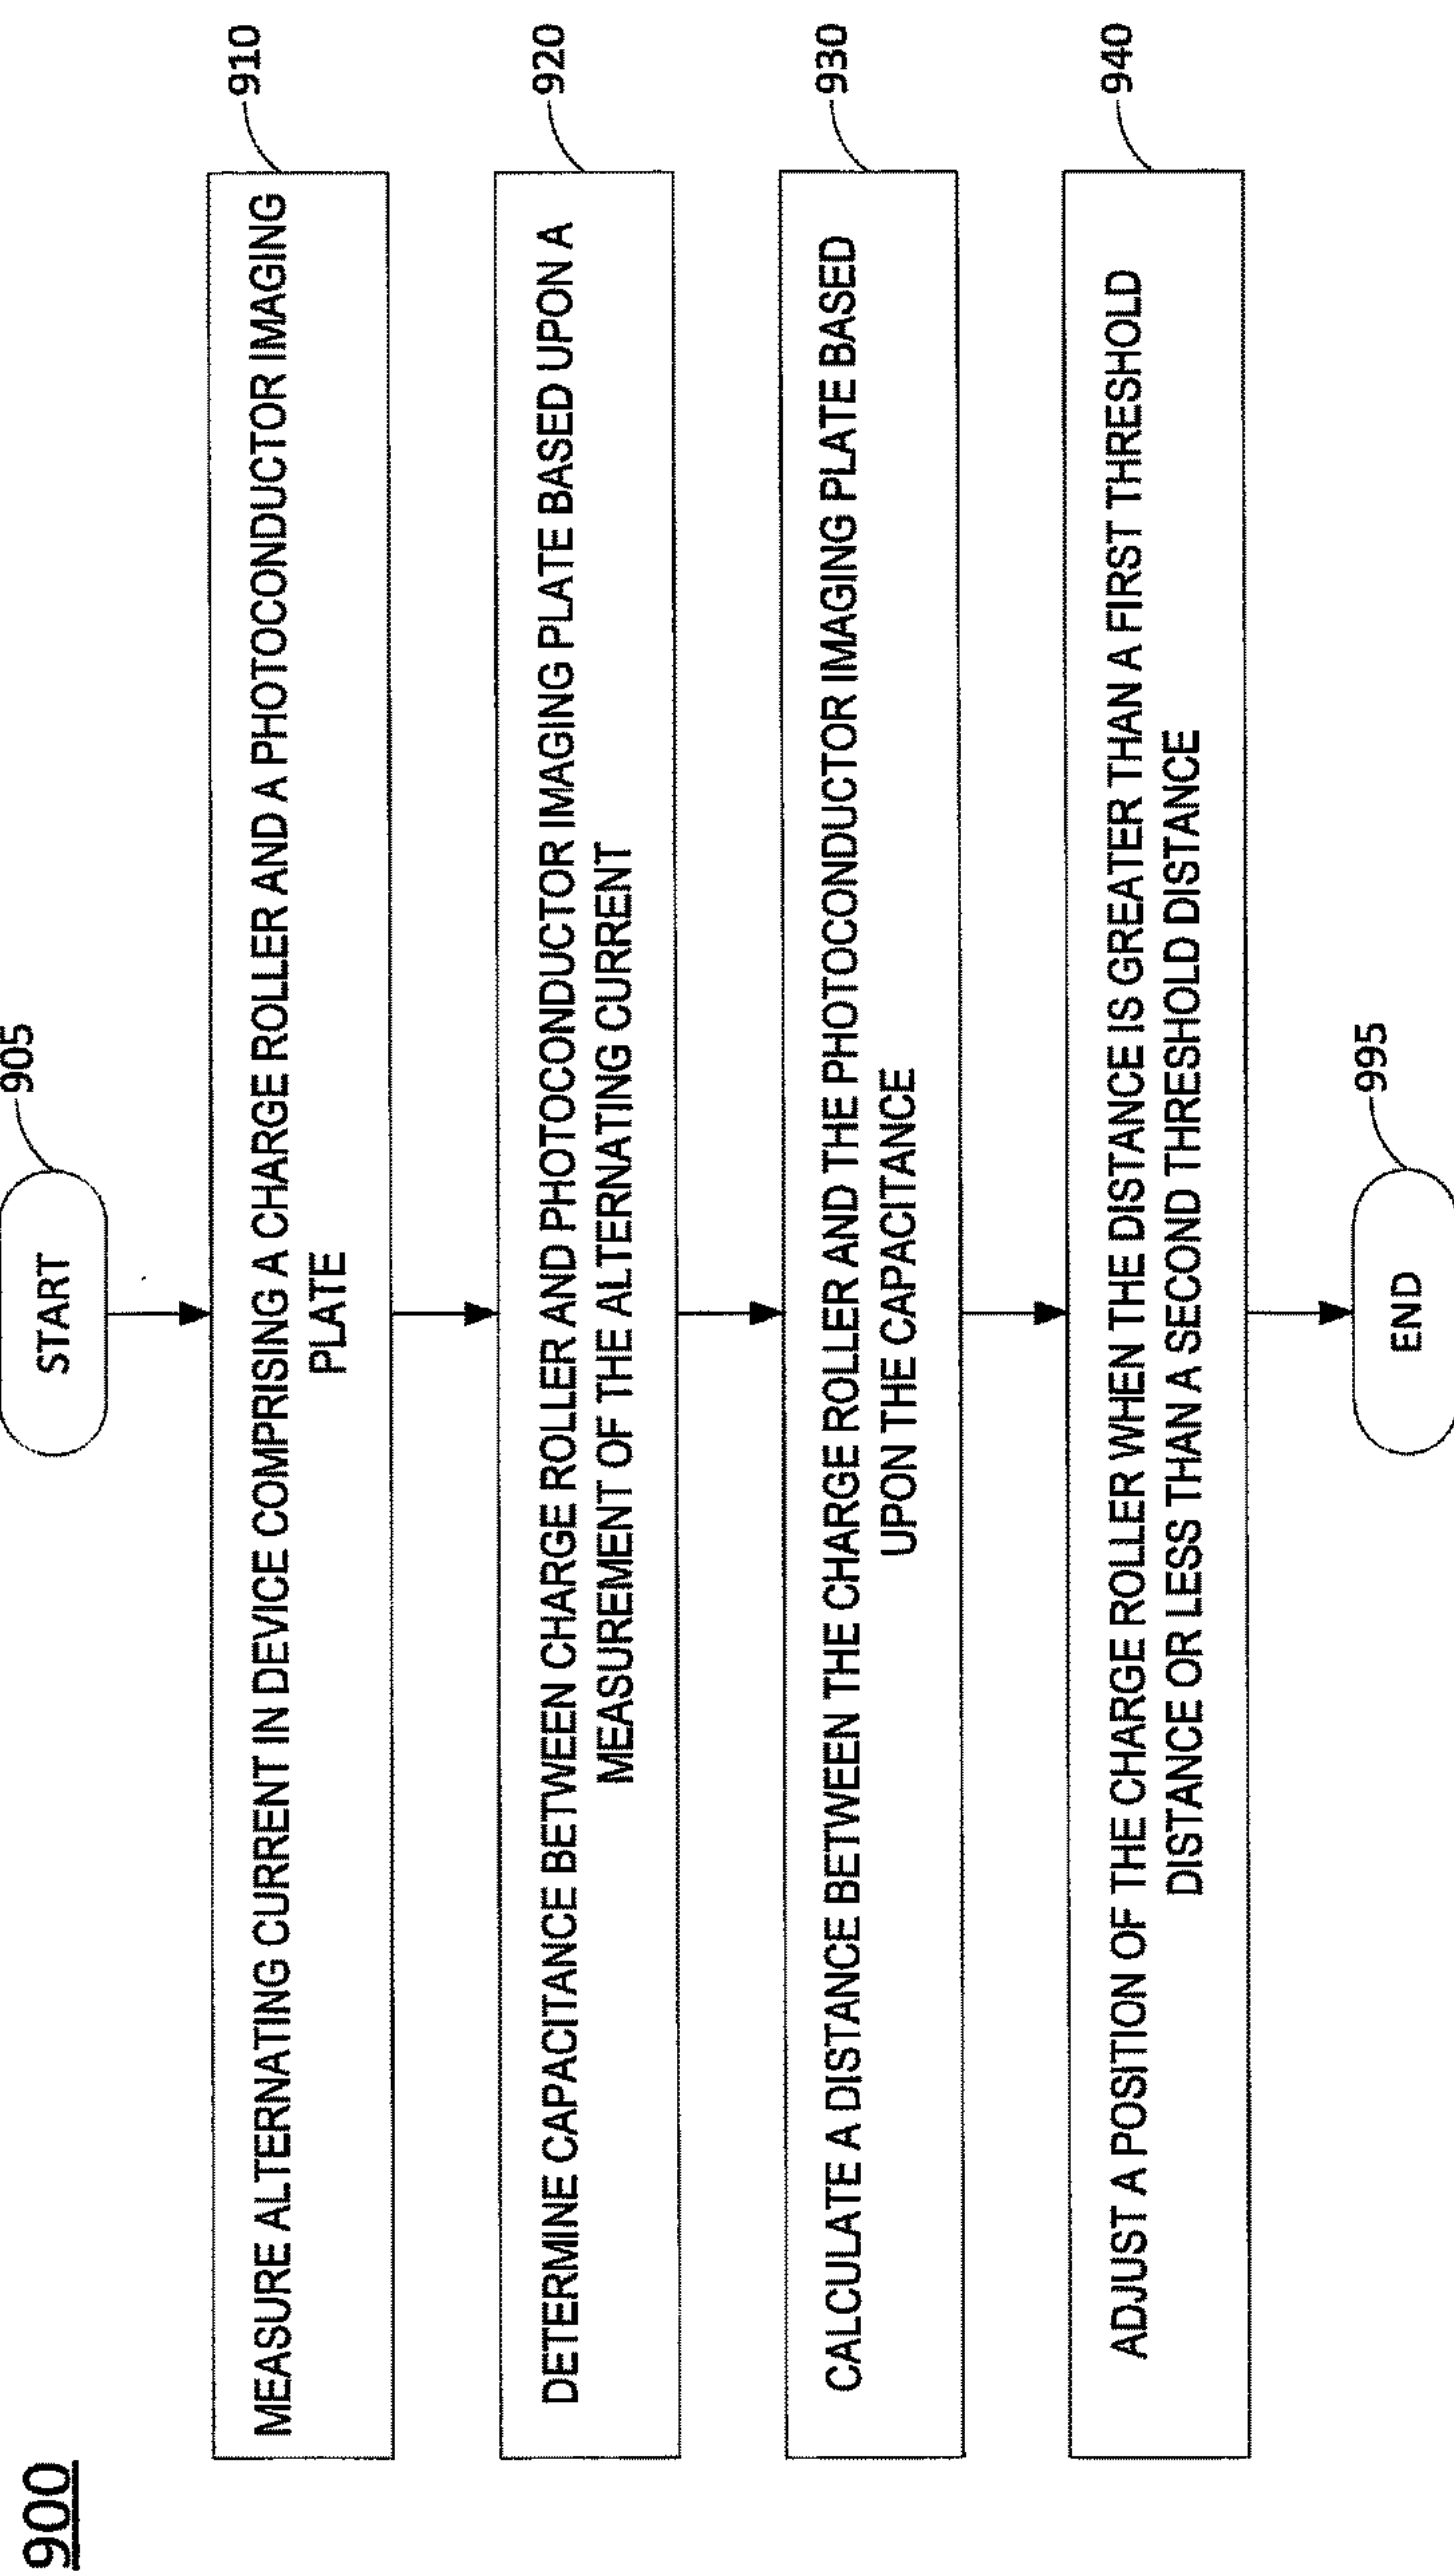 900
START
905
MEASURE ALTERNATING CURRENT IN DEVICE COMPRISING A CHARGE ROLLER AND A PHOTOCONDUCTOR IMAGING
PLATE
910
DETERMINE CAPACITANCE BETWEEN CHARGE ROLLER AND PHOTOCONDUCTOR IMAGING PLATE BASED UPON A
MEASUREMENT OF THE ALTERNATING CURRENT
920
CALCULATE A DISTANCE BETWEEN THE CHARGE ROLLER AND THE PHOTOCONDUCTOR IMAGING PLATE BASED
UPON THE CAPACITANCE
930
ADJUST A POSITION OF THE CHARGE ROLLER WHEN THE DISTANCE IS GREATER THAN A FIRST THRESHOLD
DISTANCE OR LESS THAN A SECOND THRESHOLD DISTANCE
940
END
995